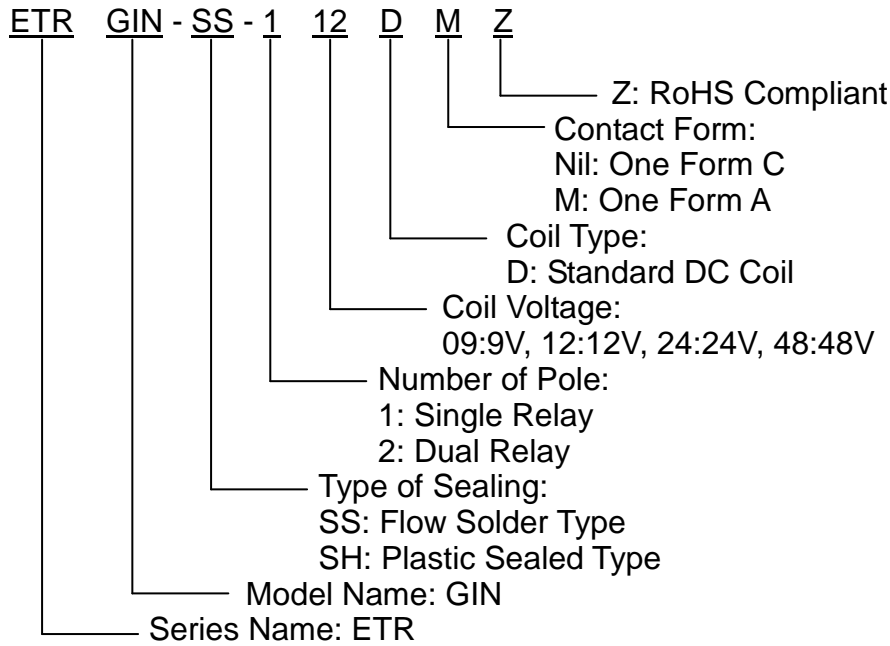 ETR GIN - SS - 1 12 D M Z
Z: RoHS Compliant
Contact Form:
Nil: One Form C
M: One Form A
Coil Type:
D: Standard DC Coil
Coil Voltage:
09:9V, 12:12V, 24:24V, 48:48V
Number of Pole:
1: Single Relay
2: Dual Relay
Type of Sealing:
SS: Flow Solder Type
SH: Plastic Sealed Type
Model Name: GIN
Series Name: ETR